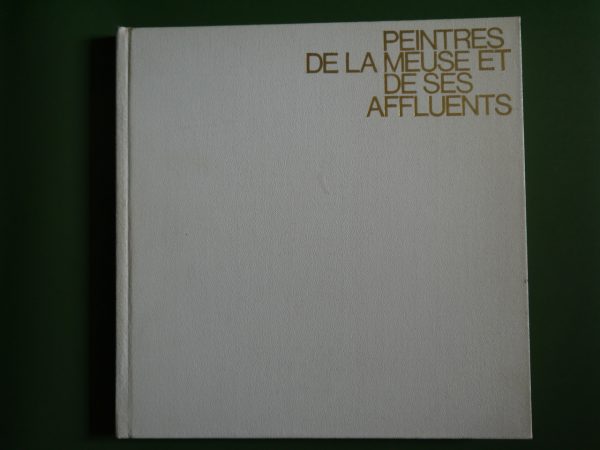 PEINTRES
DE LA MEUSE ET
DE SES
AFFLUENTS